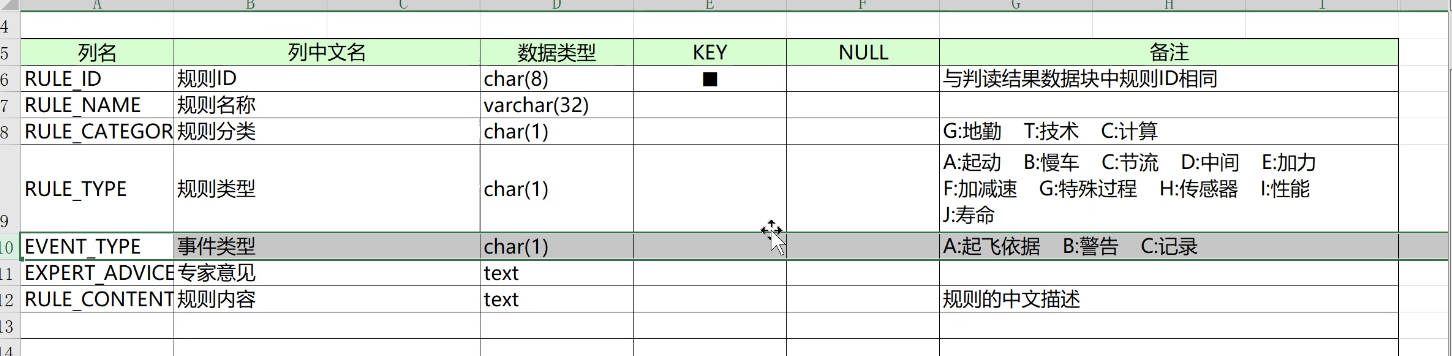 A B C D E F G H I
4
5 列名 列中文名 数据类型 KEY NULL 备注
6 RULE_ID 规则ID char(8) ■ 与判读结果数据块中规则ID相同
7 RULE_NAME 规则名称 varchar(32)
8 RULE_CATEGOR 规则分类 char(1) G:地勤 T:技术 C:计算
A:起动 B:慢车 C:节流 D:中间 E:加力
RULE_TYPE 规则类型 char(1) F:加减速 G:特殊过程 H:传感器 I:性能
9 J:寿命
10 EVENT_TYPE 事件类型 char(1) A:起飞依据 B:警告 C:记录
11 EXPERT_ADVICE 专家意见 text
12 RULE_CONTENT 规则内容 text 规则的中文描述
13
14